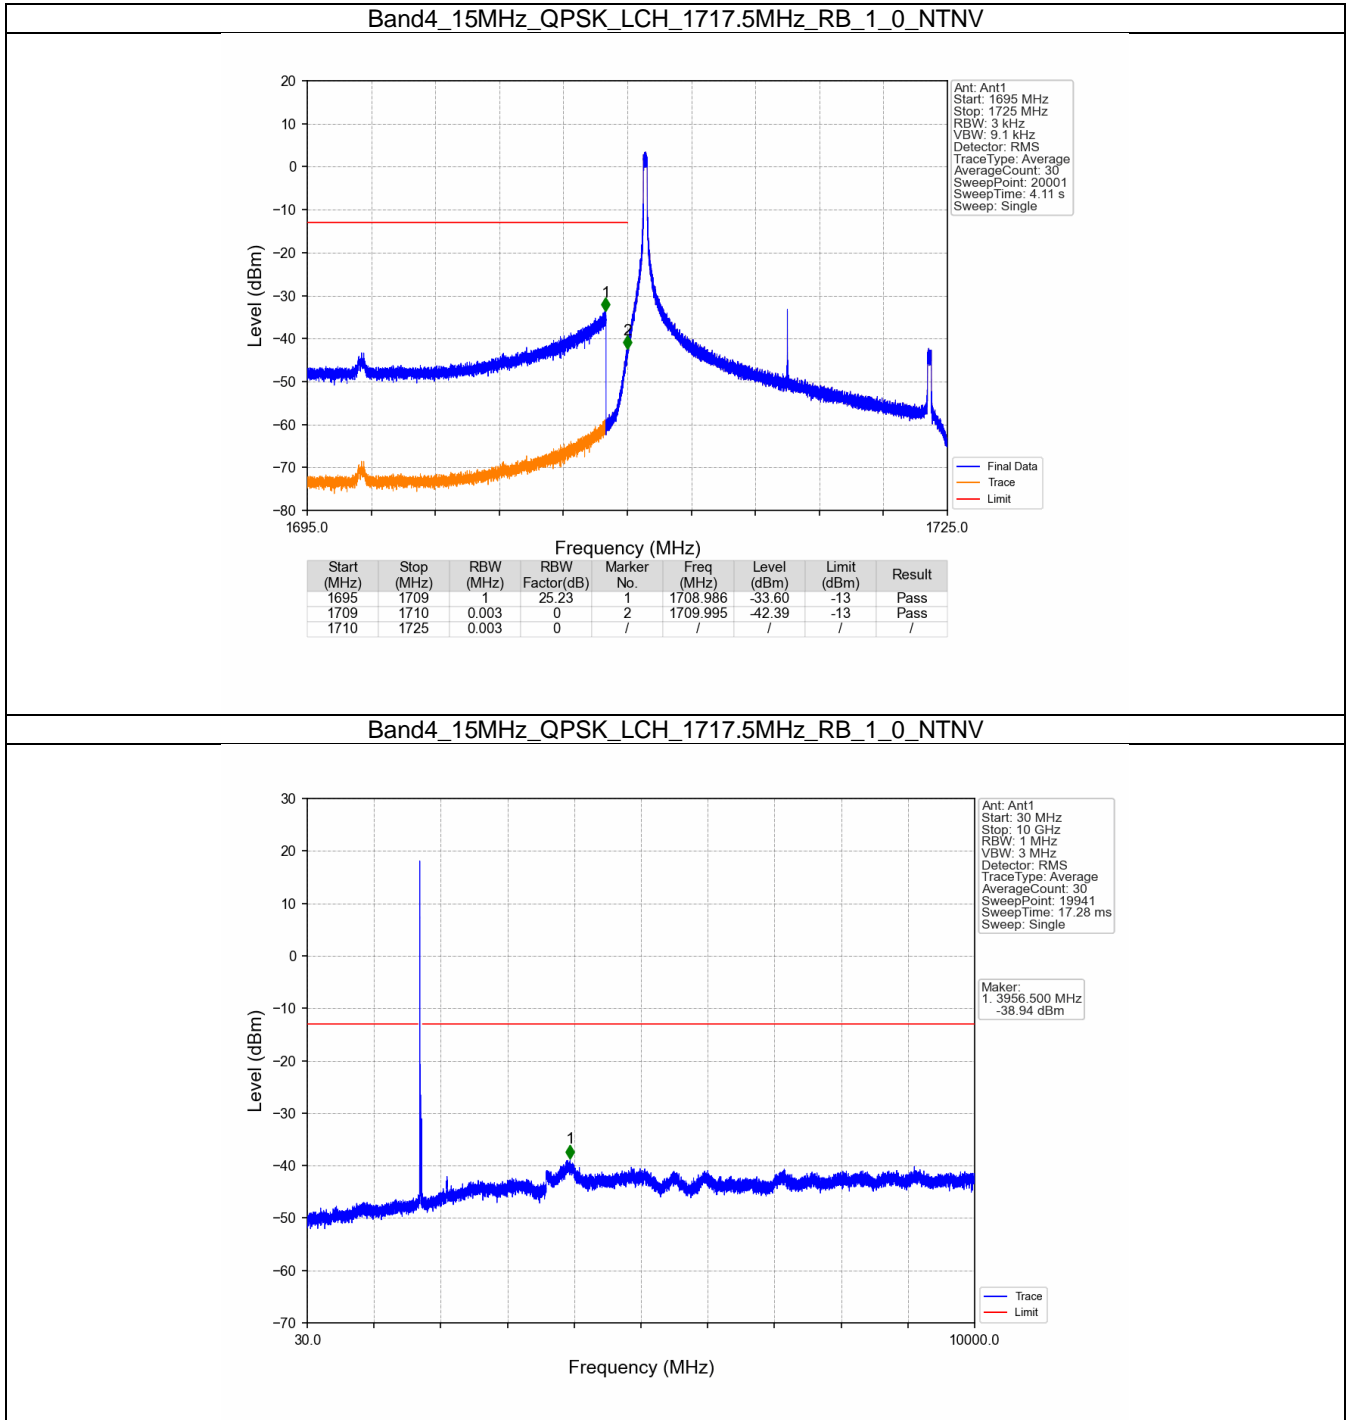 Band4_15MHz_QPSK_LCH_1717.5MHz_RB_1_0_NTNV
Ant: Ant1
Start: 1695 MHz
Stop: 1725 MHz
RBW: 3 kHz
VBW: 9.1 kHz
Detector: RMS
TraceType: Average
AverageCount: 30
SweepPoint: 20001
SweepTime: 4.11 s
Sweep: Single
20
10
0
−10
−20
−30
−40
−50
−60
−70
−80
Level (dBm)
1
2
Final Data
Trace
Limit
1695.0 1725.0
Frequency (MHz)
Start (MHz) Stop (MHz) RBW (MHz) RBW Factor(dB) Marker No. Freq (MHz) Level (dBm) Limit (dBm) Result
1695 1709 1 25.23 1 1708.986 -33.60 -13 Pass
1709 1710 0.003 0 2 1709.995 -42.39 -13 Pass
1710 1725 0.003 0 / / / / /
Band4_15MHz_QPSK_LCH_1717.5MHz_RB_1_0_NTNV
Ant: Ant1
Start: 30 MHz
Stop: 10 GHz
RBW: 1 MHz
VBW: 3 MHz
Detector: RMS
TraceType: Average
AverageCount: 30
SweepPoint: 19941
SweepTime: 17.28 ms
Sweep: Single
Maker:
1. 3956.500 MHz
-38.94 dBm
30
20
10
0
−10
−20
−30
−40
−50
−60
−70
Level (dBm)
1
Trace
Limit
30.0 10000.0
Frequency (MHz)